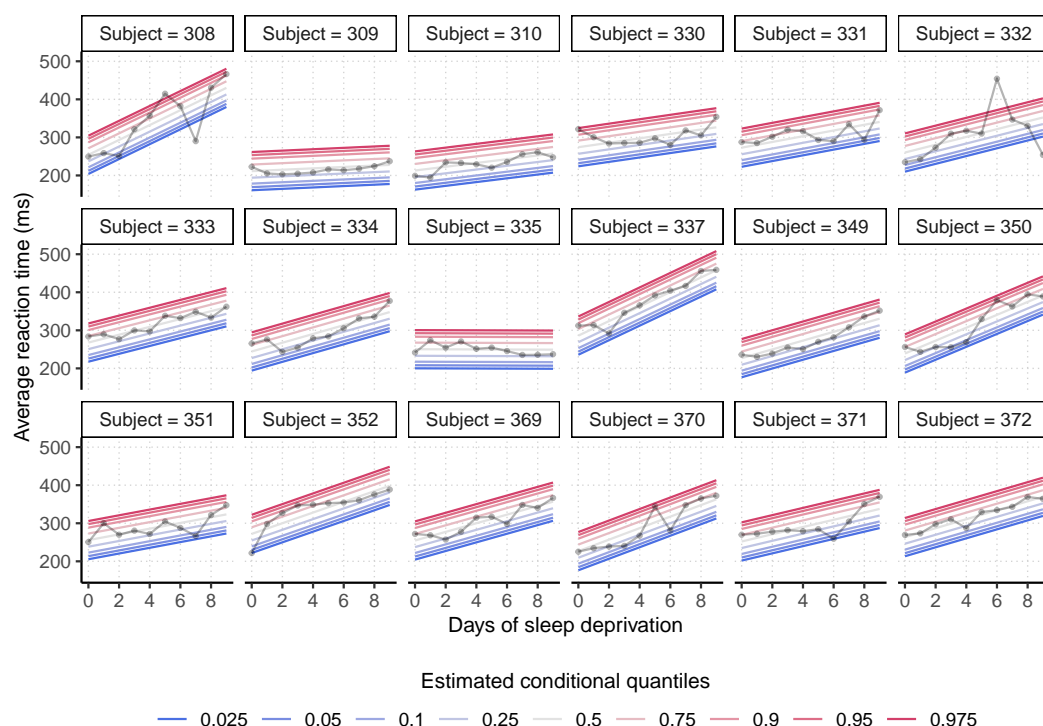 Subject = 308 Subject = 309 Subject = 310 Subject = 330 Subject = 331 Subject = 332
500
400
300
200
Subject = 333 Subject = 334 Subject = 335 Subject = 337 Subject = 349 Subject = 350
500
400
300
200
Subject = 351 Subject = 352 Subject = 369 Subject = 370 Subject = 371 Subject = 372
500
400
300
200
Average reaction time (ms)
0 2 4 6 8 0 2 4 6 8 0 2 4 6 8 0 2 4 6 8 0 2 4 6 8 0 2 4 6 8
Days of sleep deprivation
Estimated conditional quantiles
0.025 0.05 0.1 0.25 0.5 0.75 0.9 0.95 0.975